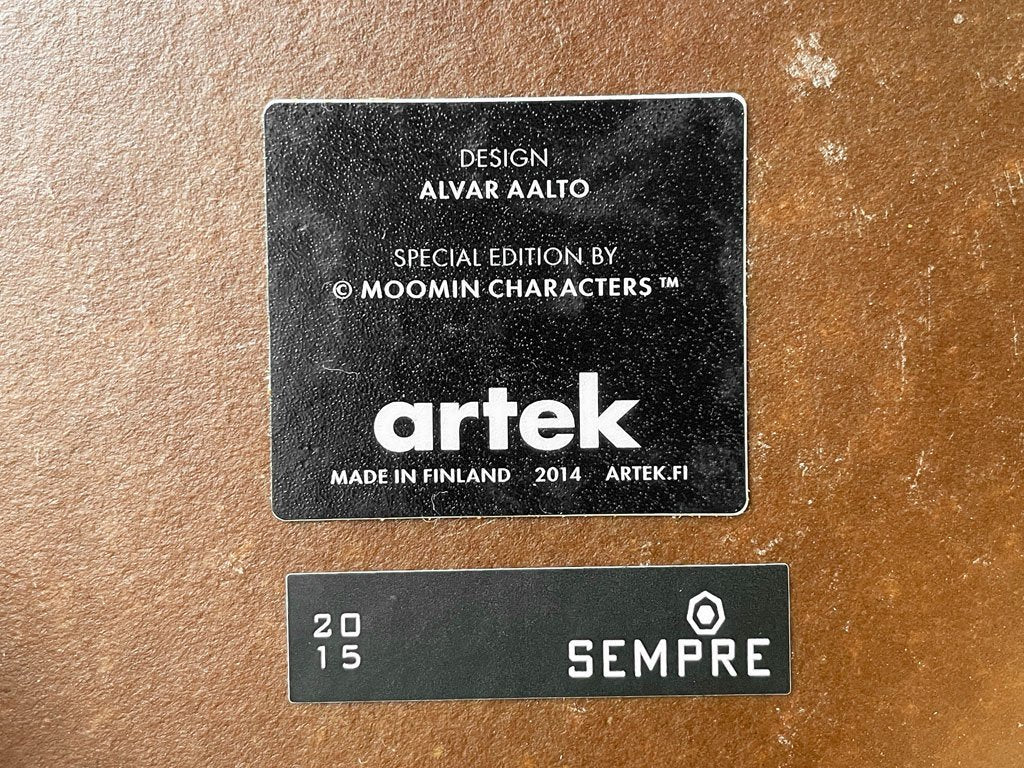 DESIGN
ALVAR AALTO
SPECIAL EDITION BY
© MOOMIN CHARACTERS ™
artek
MADE IN FINLAND 2014 ARTEK.FI
20
15
SEMPRE